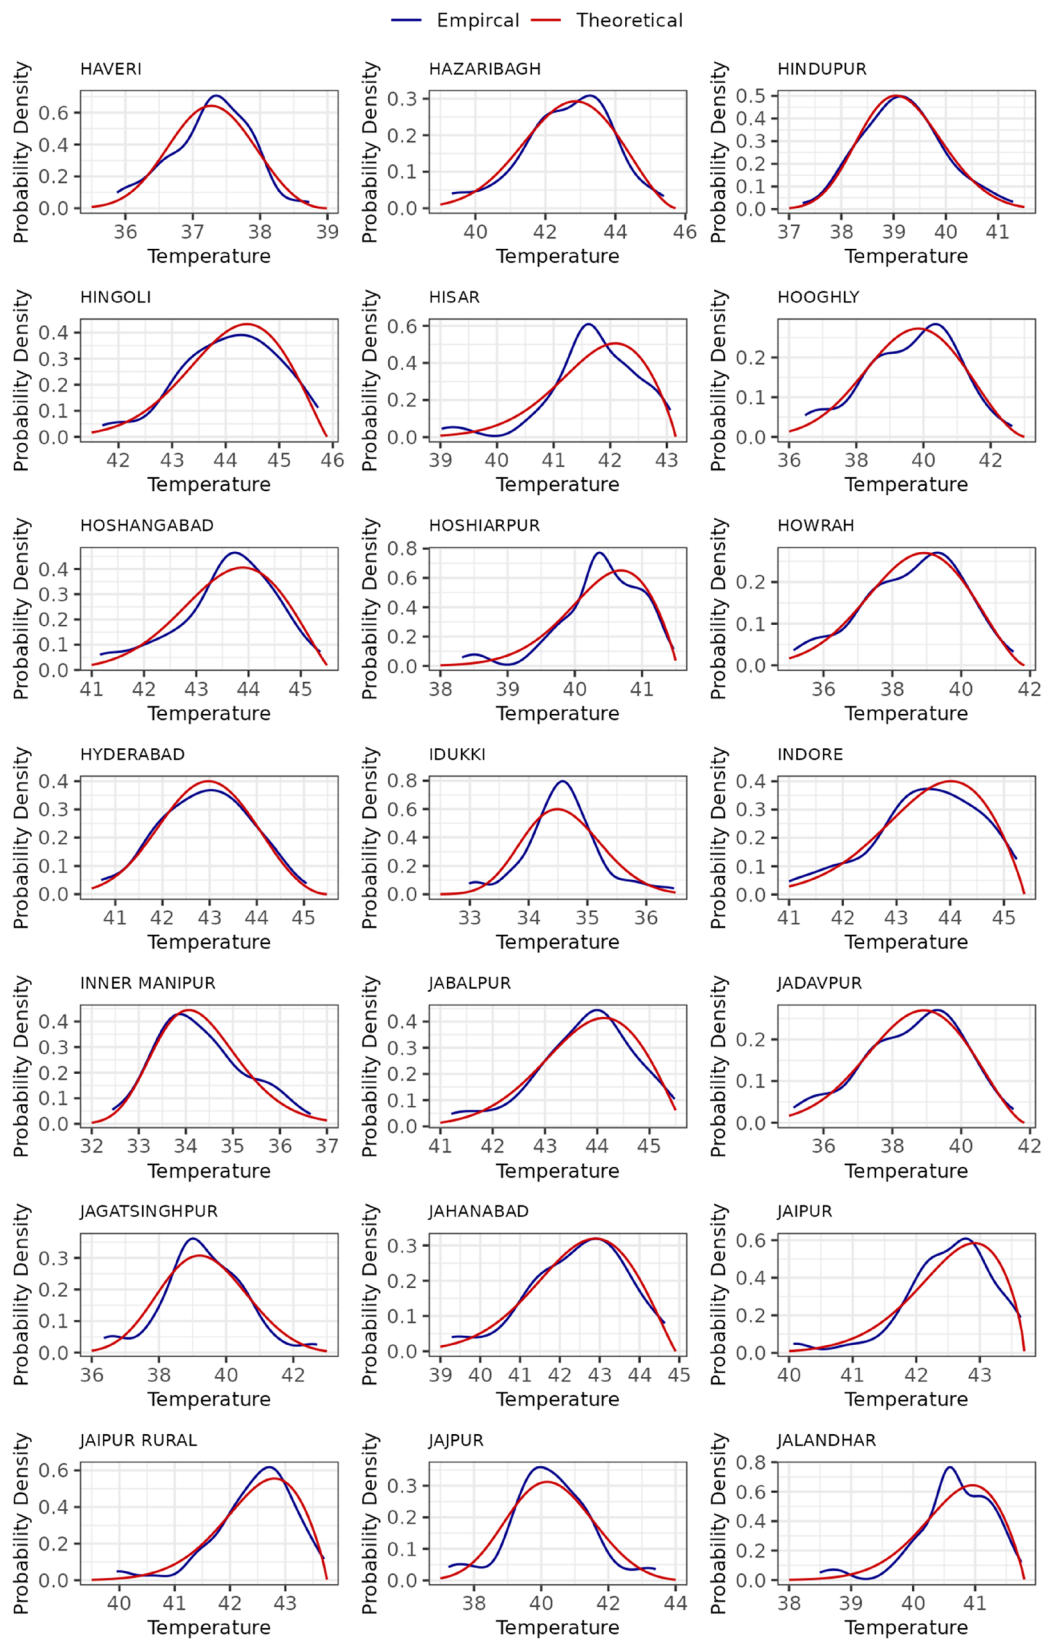 Empircal Theoretical
HAVERI HAZARIBAGH HINDUPUR
Probability Density Probability Density Probability Density
0.6 0.4 0.2 0.0 0.3 0.2 0.1 0.0 0.5 0.4 0.3 0.2 0.1 0.0
36 37 38 39 40 42 44 46 37 38 39 40 41
Temperature Temperature Temperature
HINGOLI HISAR HOOGHLY
Probability Density Probability Density Probability Density
0.4 0.3 0.2 0.1 0.0 0.6 0.4 0.2 0.0 0.2 0.1 0.0
42 43 44 45 46 39 40 41 42 43 36 38 40 42
Temperature Temperature Temperature
HOSHANGABAD HOSHIARPUR HOWRAH
Probability Density Probability Density Probability Density
0.4 0.3 0.2 0.1 0.0 0.8 0.6 0.4 0.2 0.0 0.2 0.1 0.0
41 42 43 44 45 38 39 40 41 36 38 40 42
Temperature Temperature Temperature
HYDERABAD IDUKKI INDORE
Probability Density Probability Density Probability Density
0.4 0.3 0.2 0.1 0.0 0.8 0.6 0.4 0.2 0.0 0.4 0.3 0.2 0.1 0.0
41 42 43 44 45 33 34 35 36 41 42 43 44 45
Temperature Temperature Temperature
INNER MANIPUR JABALPUR JADAVPUR
Probability Density Probability Density Probability Density
0.4 0.3 0.2 0.1 0.0 0.4 0.3 0.2 0.1 0.0 0.2 0.1 0.0
32 33 34 35 36 37 41 42 43 44 45 36 38 40 42
Temperature Temperature Temperature
JAGATSINGHPUR JAHANABAD JAIPUR
Probability Density Probability Density Probability Density
0.3 0.2 0.1 0.0 0.3 0.2 0.1 0.0 0.6 0.4 0.2 0.0
36 38 40 42 39 40 41 42 43 44 45 40 41 42 43
Temperature Temperature Temperature
JAIPUR RURAL JAJPUR JALANDHAR
Probability Density Probability Density Probability Density
0.6 0.4 0.2 0.0 0.3 0.2 0.1 0.0 0.8 0.6 0.4 0.2 0.0
40 41 42 43 38 40 42 44 38 39 40 41
Temperature Temperature Temperature